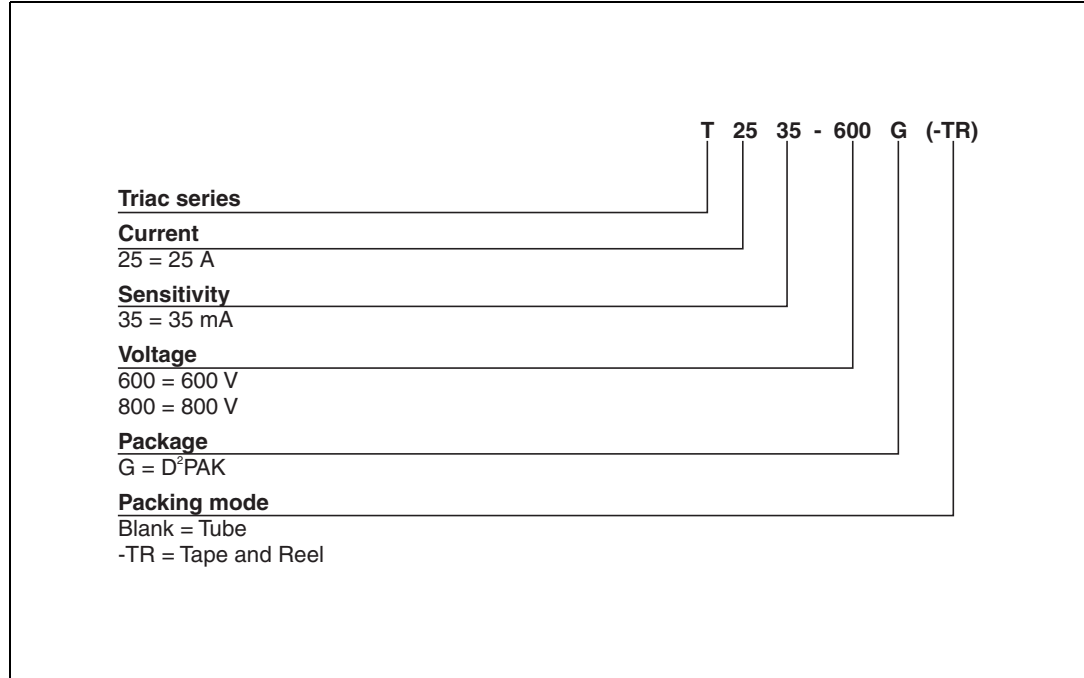 T 25 35 - 600 G (-TR)
Triac series
Current
25 = 25 A
Sensitivity
35 = 35 mA
Voltage
600 = 600 V
800 = 800 V
Package
G = D²PAK
Packing mode
Blank = Tube
-TR = Tape and Reel